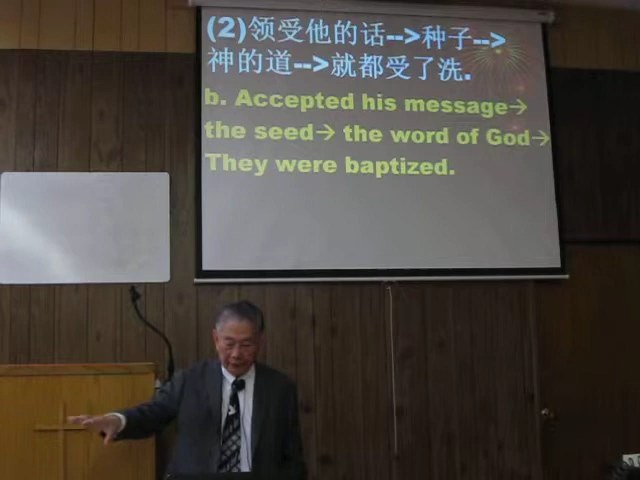 (2)领受他的话-->种子-->
神的道-->就都受了洗.
b. Accepted his message→
the seed→ the word of God→
They were baptized.